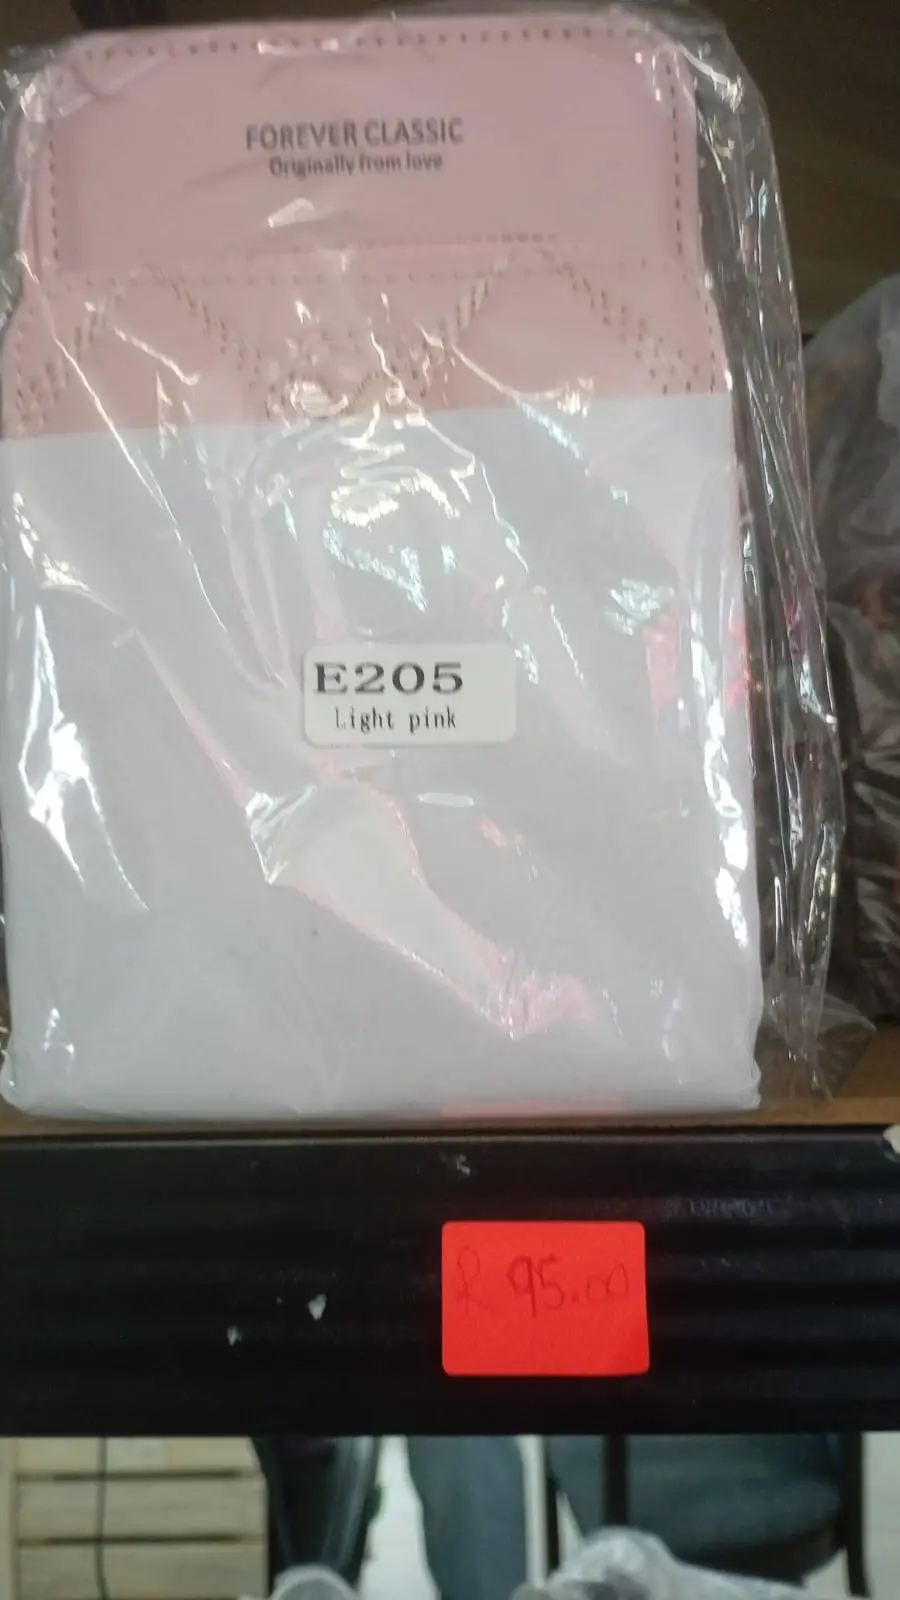 FOREVER CLASSIC
Originally from love
E205
Light pink
R 95.00